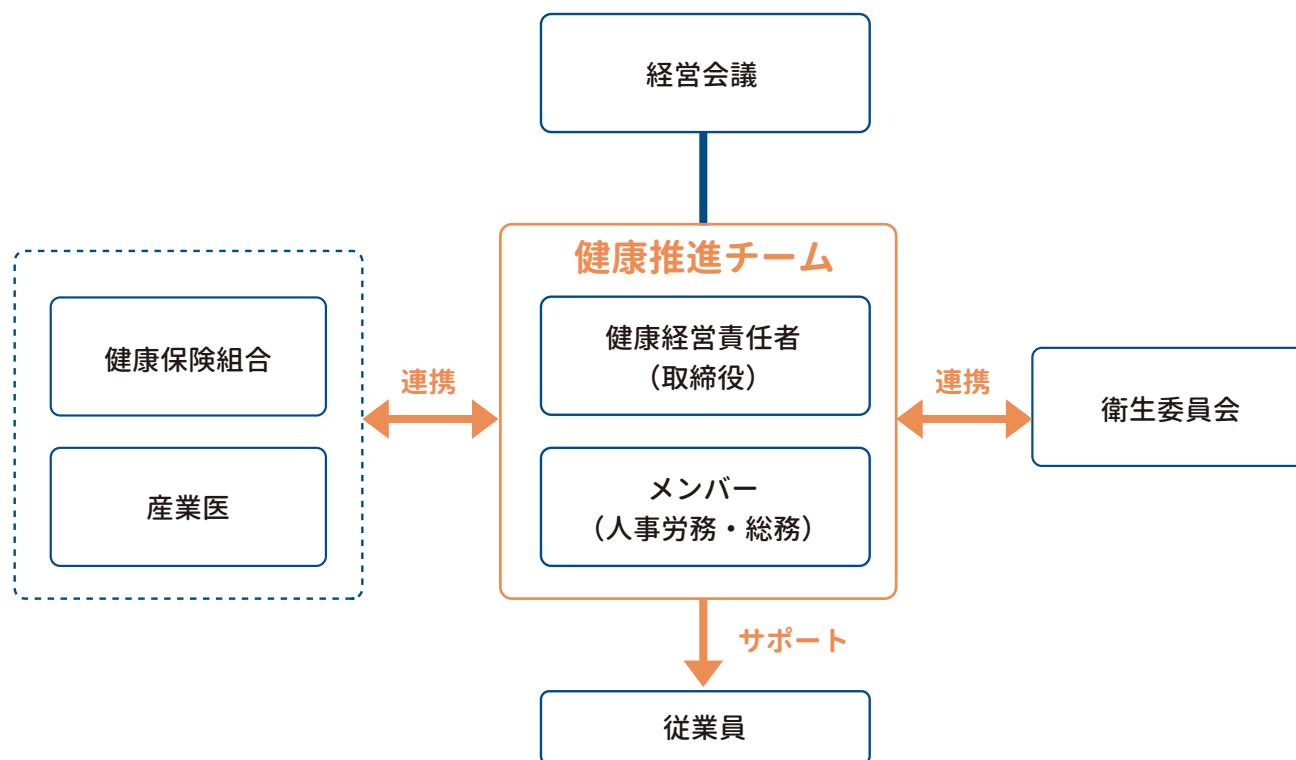 経営会議
健康推進チーム
健康経営責任者
（取締役）
メンバー
（人事労務・総務）
健康保険組合
産業医
連携
連携
衛生委員会
サポート
従業員